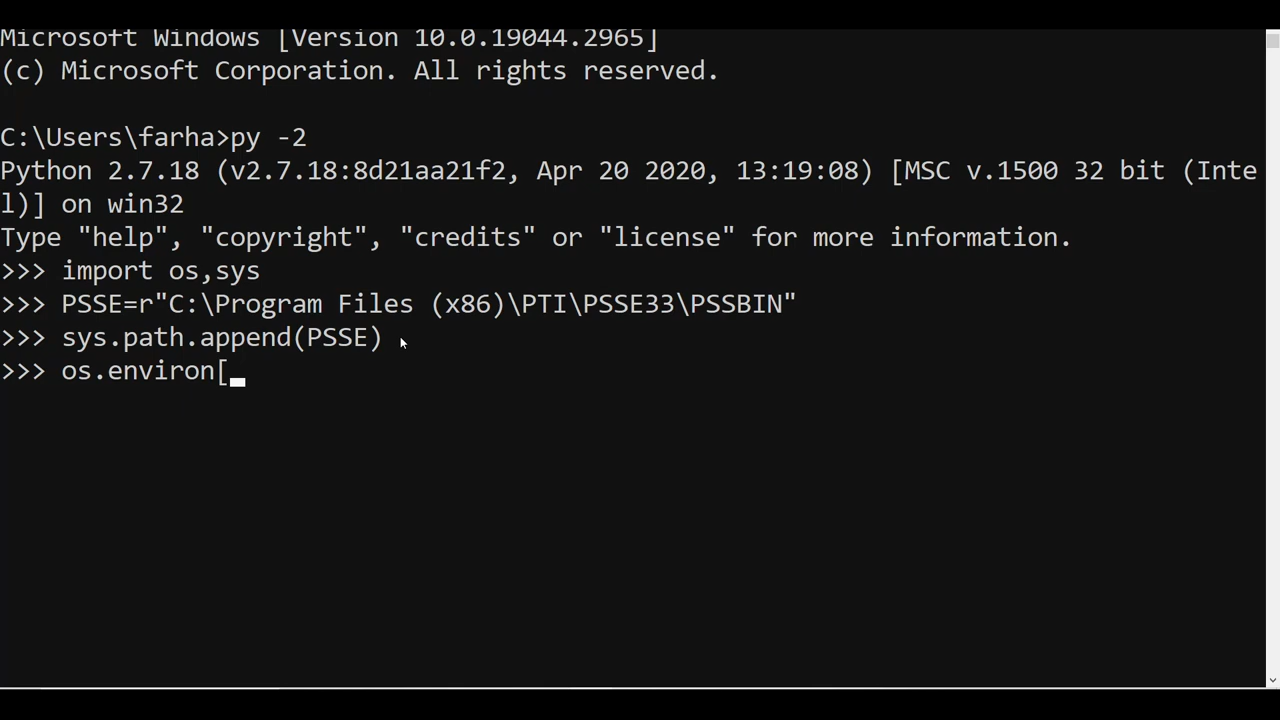 Microsoft Windows [Version 10.0.19044.2965]
(c) Microsoft Corporation. All rights reserved.
C:\Users\farha>py -2
Python 2.7.18 (v2.7.18:8d21aa21f2, Apr 20 2020, 13:19:08) [MSC v.1500 32 bit (Inte
l)] on win32
Type "help", "copyright", "credits" or "license" for more information.
>>> import os,sys
>>> PSSE=r"C:\Program Files (x86)\PTI\PSSE33\PSSBIN"
>>> sys.path.append(PSSE)
>>> os.environ[